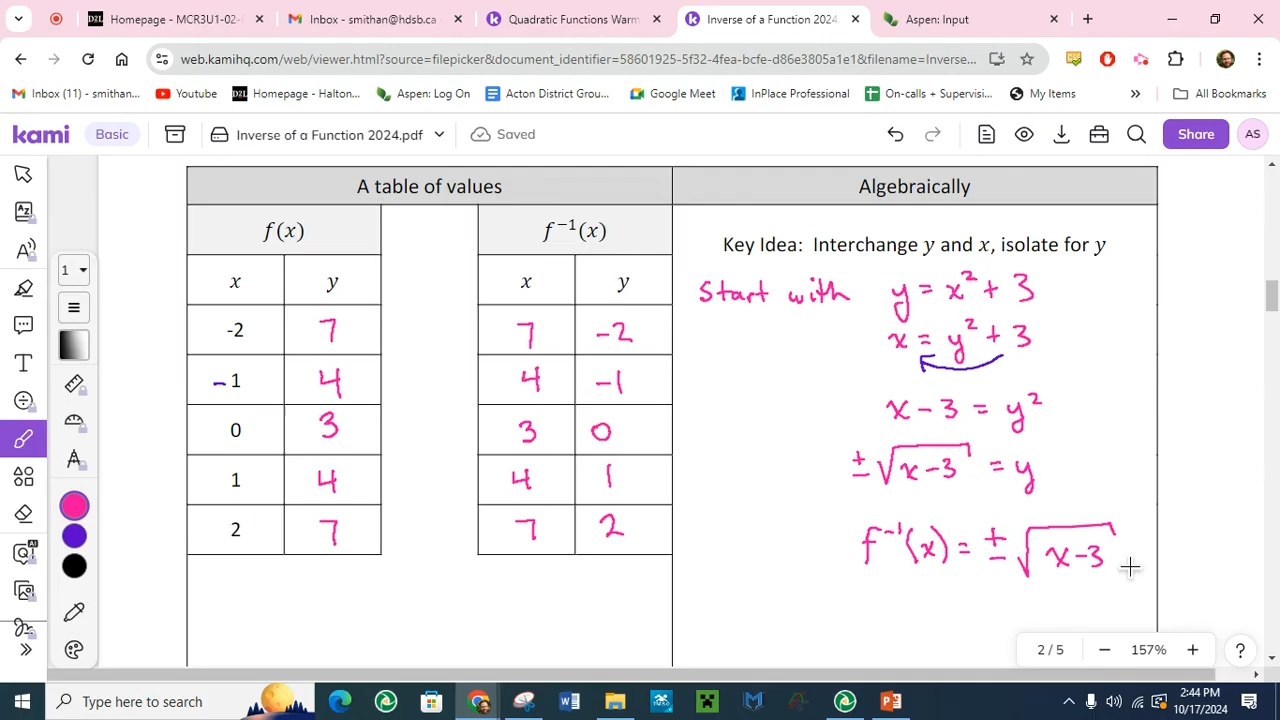 Homepage - MCR3U1-02-
Inbox - smithan@hdsb.ca
Quadratic Functions Warm
Inverse of a Function 2024.
Aspen: Input
web.kamihq.com/web/viewer.html?source=filepicker&document_identifier=58601925-5f32-4fea-bcfe-d86e3805a1e1&filename=Inverse...
Inbox (11) - smithan...
Youtube
Homepage - Halton...
Aspen: Log On
Acton District Grou...
Google Meet
InPlace Professional
On-calls + Supervisi...
My Items
All Bookmarks
kami
Basic
Inverse of a Function 2024.pdf
Saved
Share
AS
A table of values
Algebraically
f(x)
f⁻¹(x)
Key Idea: Interchange y and x, isolate for y
x y x y
Start with y = x² + 3
-2 7 7 -2
x = y² + 3
-1 4 4 -1
x - 3 = y²
0 3 3 0
1 4 4 1
±√(x-3) = y
2 7 7 2
f⁻¹(x) = ±√(x-3)
1
2 / 5
157%
Type here to search
2:44 PM
10/17/2024